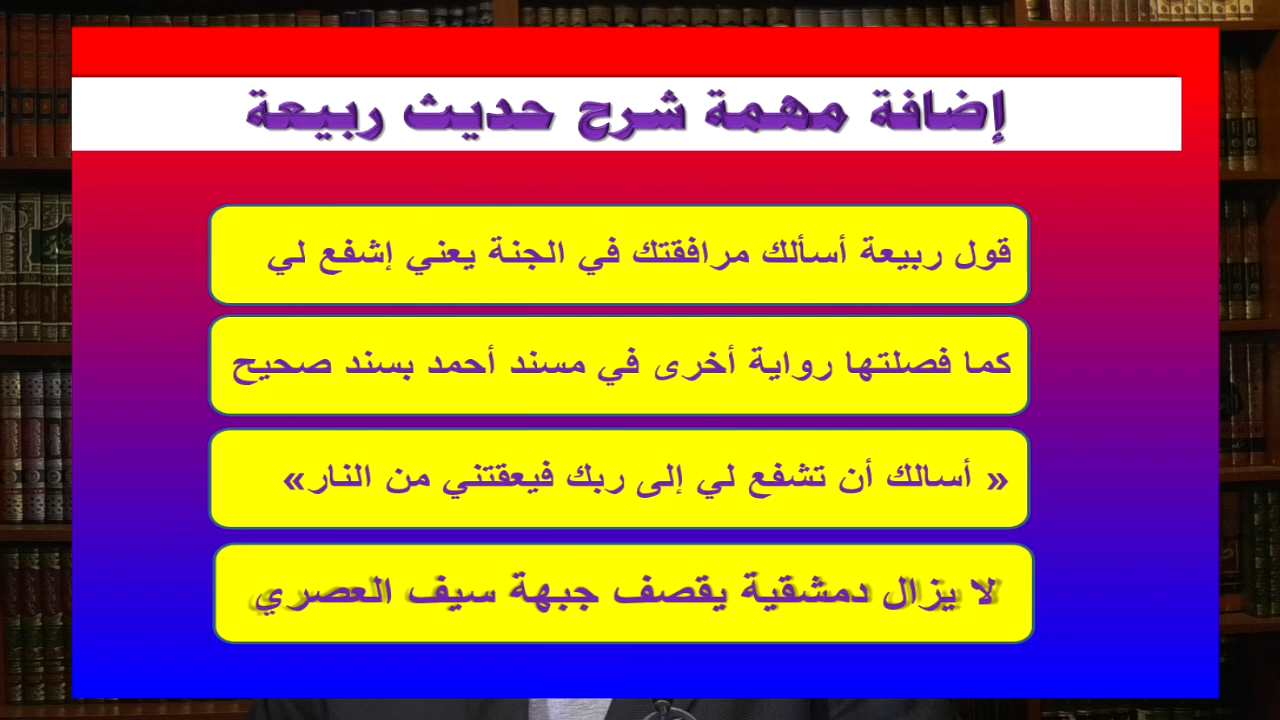 إضافة مهمة شرح حديث ربيعة
قول ربيعة أسألك مرافقتك في الجنة يعني إشفع لي
كما فصلتها رواية أخرى في مسند أحمد بسند صحيح
« أسالك أن تشفع لي إلى ربك فيعقتني من النار»
لا يزال دمشقية يقصف جبهة سيف العصري